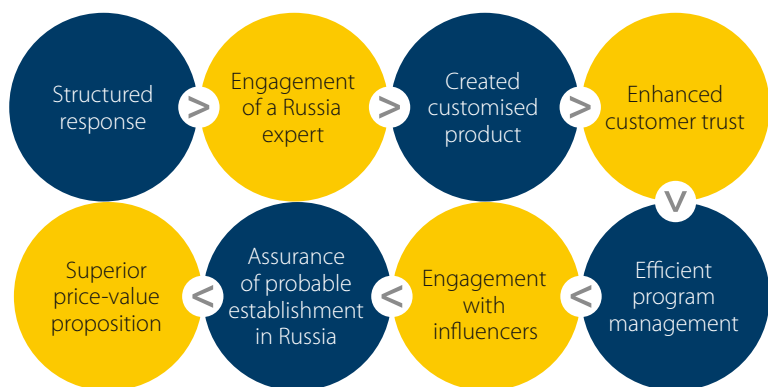 Structured
response
>
Engagement
of a Russia
expert
>
Created
customised
product
>
Enhanced
customer trust
>
Efficient
program
management
<
Engagement
with
influencers
<
Assurance
of probable
establishment
in Russia
<
Superior
price-value
proposition